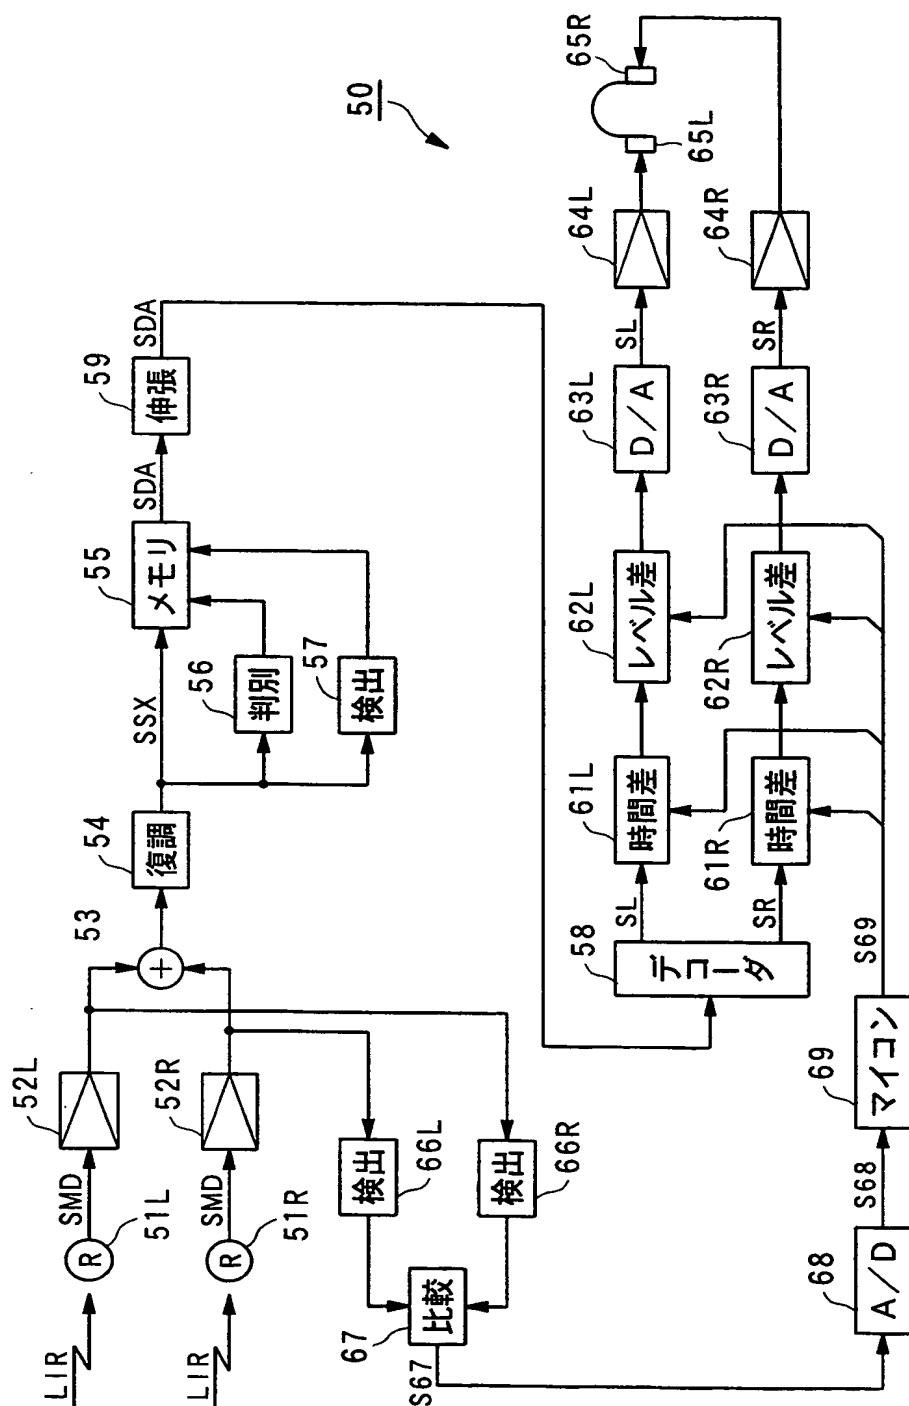 50
LIR
51L
SMD
52L
LIR
51R
SMD
52R
53
+
R
R
54
復調
SSX
55
メモリ
SDA
59
伸張
SDA
56
判別
57
検出
検出
66L
検出
66R
67
比較
S67
68
A/D
S68
69
マイコン
S69
58
デコーダ
SL
61L
時間差
62L
レベル差
63L
D/A
SL
64L
65L
65R
SR
61R
時間差
62R
レベル差
63R
D/A
SR
64R